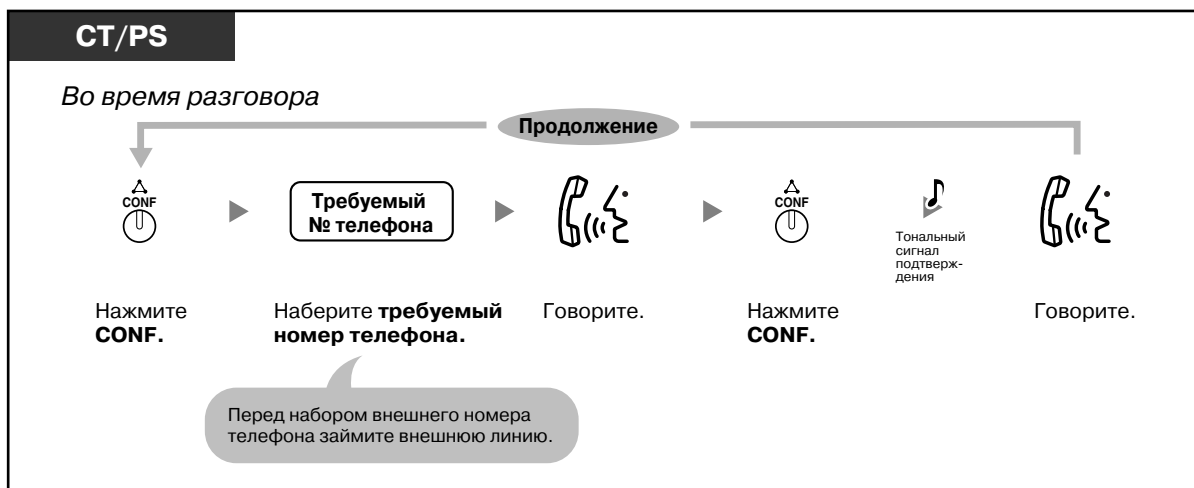 CT/PS
Во время разговора
Продолжение
CONF
Требуемый
№ телефона
CONF
Тональный
сигнал
подтверж-
дения
Нажмите
CONF.
Наберите требуемый
номер телефона.
Говорите.
Нажмите
CONF.
Говорите.
Перед набором внешнего номера
телефона займите внешнюю линию.